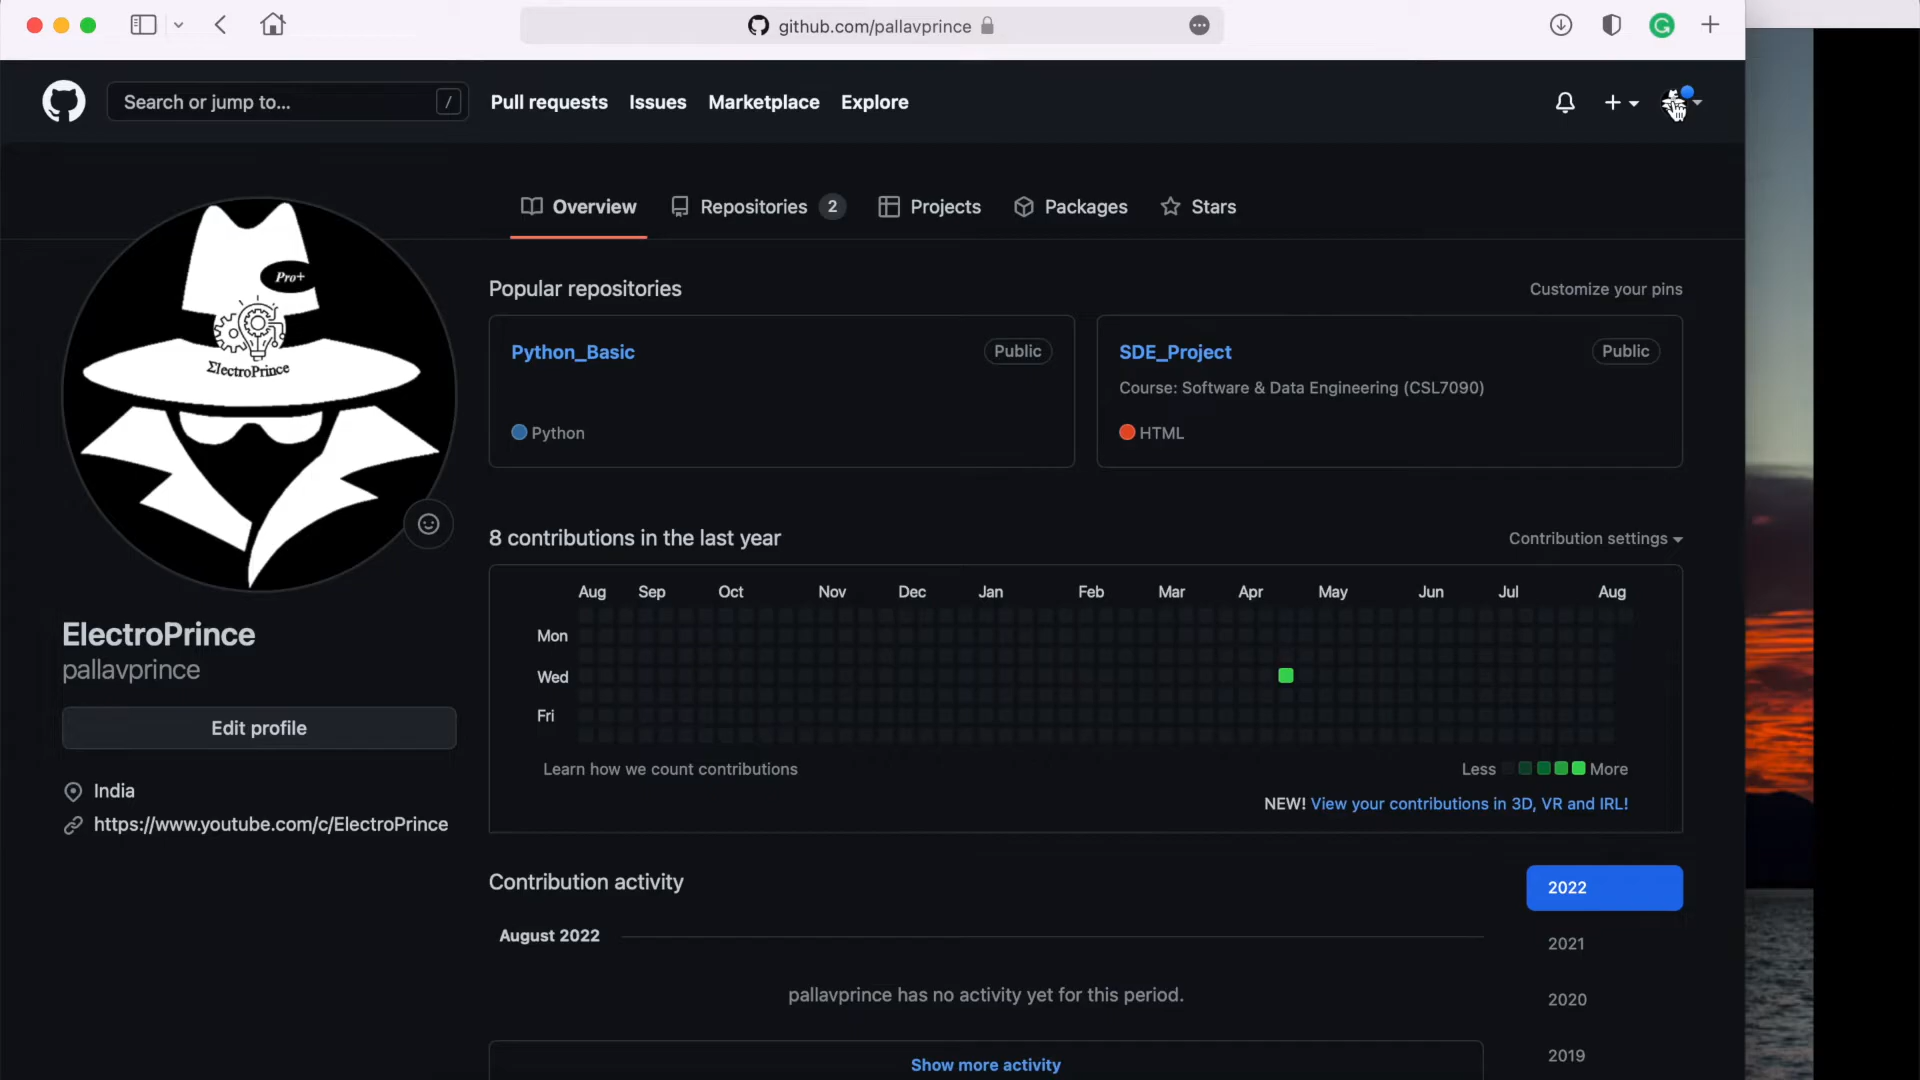 github.com/pallavprince
Search or jump to...
/
Pull requests
Issues
Marketplace
Explore
Overview
Repositories 2
Projects
Packages
Stars
Pro+
ΣlectroPrince
ElectroPrince
pallavprince
Edit profile
India
https://www.youtube.com/c/ElectroPrince
Popular repositories
Customize your pins
Python_Basic
Public
Python
SDE_Project
Public
Course: Software & Data Engineering (CSL7090)
HTML
8 contributions in the last year
Contribution settings
Aug Sep Oct Nov Dec Jan Feb Mar Apr May Jun Jul Aug
Mon
Wed
Fri
Learn how we count contributions
Less More
NEW! View your contributions in 3D, VR and IRL!
Contribution activity
August 2022
pallavprince has no activity yet for this period.
Show more activity
2022
2021
2020
2019